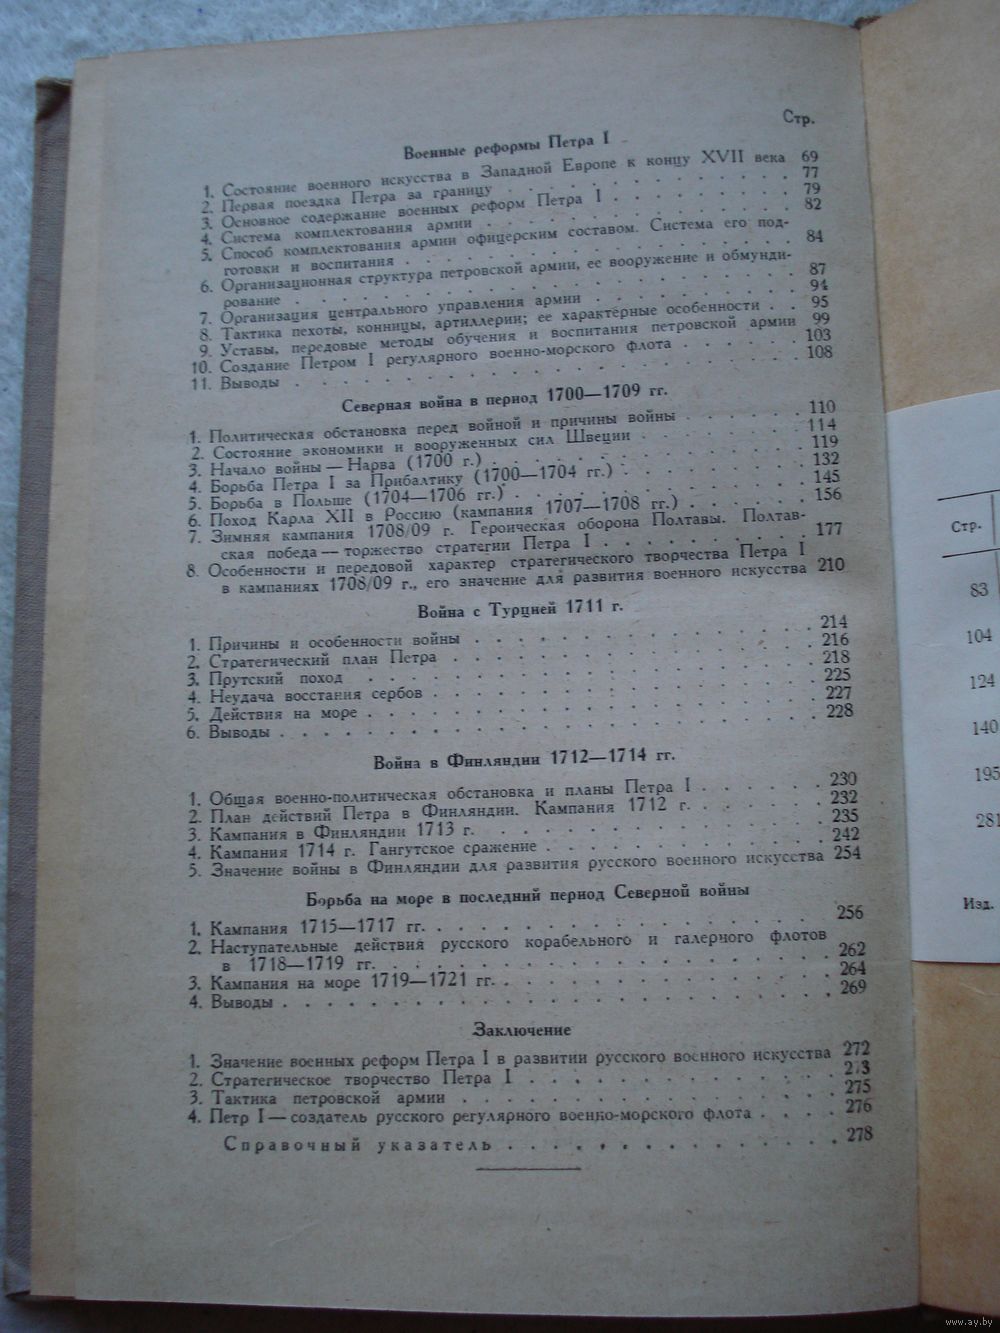 Стр.
Военные реформы Петра I
1. Состояние военного искусства в Западной Европе к концу XVII века 69
2. Первая поездка Петра за границу . . . . . . . . . . 77
3. Основное содержание военных реформ Петра I . . . . . . . 79
4. Система комплектования армии . . . . . . . . . . . 82
5. Способ комплектования армии офицерским составом. Система его под-
готовки и воспитания . . . . . . . . . . . . . 84
6. Организационная структура петровской армии, ее вооружение и обмунди-
рование . . . . . . . . . . . . . . . . 87
7. Организация центрального управления армии . . . . . . . 94
8. Тактика пехоты, конницы, артиллерии; ее характерные особенности . . 95
9. Уставы, передовые методы обучения и воспитания петровской армии 99
10. Создание Петром I регулярного военно-морского флота . . . . . 103
11. Выводы . . . . . . . . . . . . . . . . 108
Северная война в период 1700—1709 гг.
1. Политическая обстановка перед войной и причины войны . . . . . 110
2. Состояние экономики и вооруженных сил Швеции . . . . . . 114
3. Начало войны — Нарва (1700 г.) . . . . . . . . . . 119
4. Борьба Петра I за Прибалтику (1700—1704 гг.) . . . . . . 132
5. Борьба в Польше (1704—1706 гг.) . . . . . . . . . . 145
6. Поход Карла XII в Россию (кампания 1707—1708 гг.) . . . . . 156
7. Зимняя кампания 1708/09 г. Героическая оборона Полтавы. Полтав-
ская победа — торжество стратегии Петра I . . . . . . . . 177
8. Особенности и передовой характер стратегического творчества Петра I
в кампаниях 1708/09 г., его значение для развития военного искусства 210
Война с Турцией 1711 г.
1. Причины и особенности войны . . . . . . . . . . . 214
2. Стратегический план Петра . . . . . . . . . . . . 216
3. Прутский поход . . . . . . . . . . . . . . . 218
4. Неудача восстания сербов . . . . . . . . . . . . 225
5. Действия на море . . . . . . . . . . . . . . 227
6. Выводы . . . . . . . . . . . . . . . . . 228
Война в Финляндии 1712—1714 гг.
1. Общая военно-политическая обстановка и планы Петра I . . . . . 230
2. План действий Петра в Финляндии. Кампания 1712 г. . . . . . 232
3. Кампания в Финляндии 1713 г. . . . . . . . . . . . 235
4. Кампания 1714 г. Гангутское сражение . . . . . . . . . 242
5. Значение войны в Финляндии для развития русского военного искусства 254
Борьба на море в последний период Северной войны
1. Кампания 1715—1717 гг. . . . . . . . . . . . . . 256
2. Наступательные действия русского корабельного и галерного флотов
в 1718—1719 гг. . . . . . . . . . . . . . . . 262
3. Кампания на море 1719—1721 гг. . . . . . . . . . . . 264
4. Выводы . . . . . . . . . . . . . . . . . 269
Заключение
1. Значение военных реформ Петра I в развитии русского военного искусства 272
2. Стратегическое творчество Петра I . . . . . . . . . . 273
3. Тактика петровской армии . . . . . . . . . . . . 275
4. Петр I — создатель русского регулярного военно-морского флота . . . . 276
Справочный указатель . . . . . . . . . . . . 278
Стр.
83
104
124
140
195
281
Изд.
www.ay.by